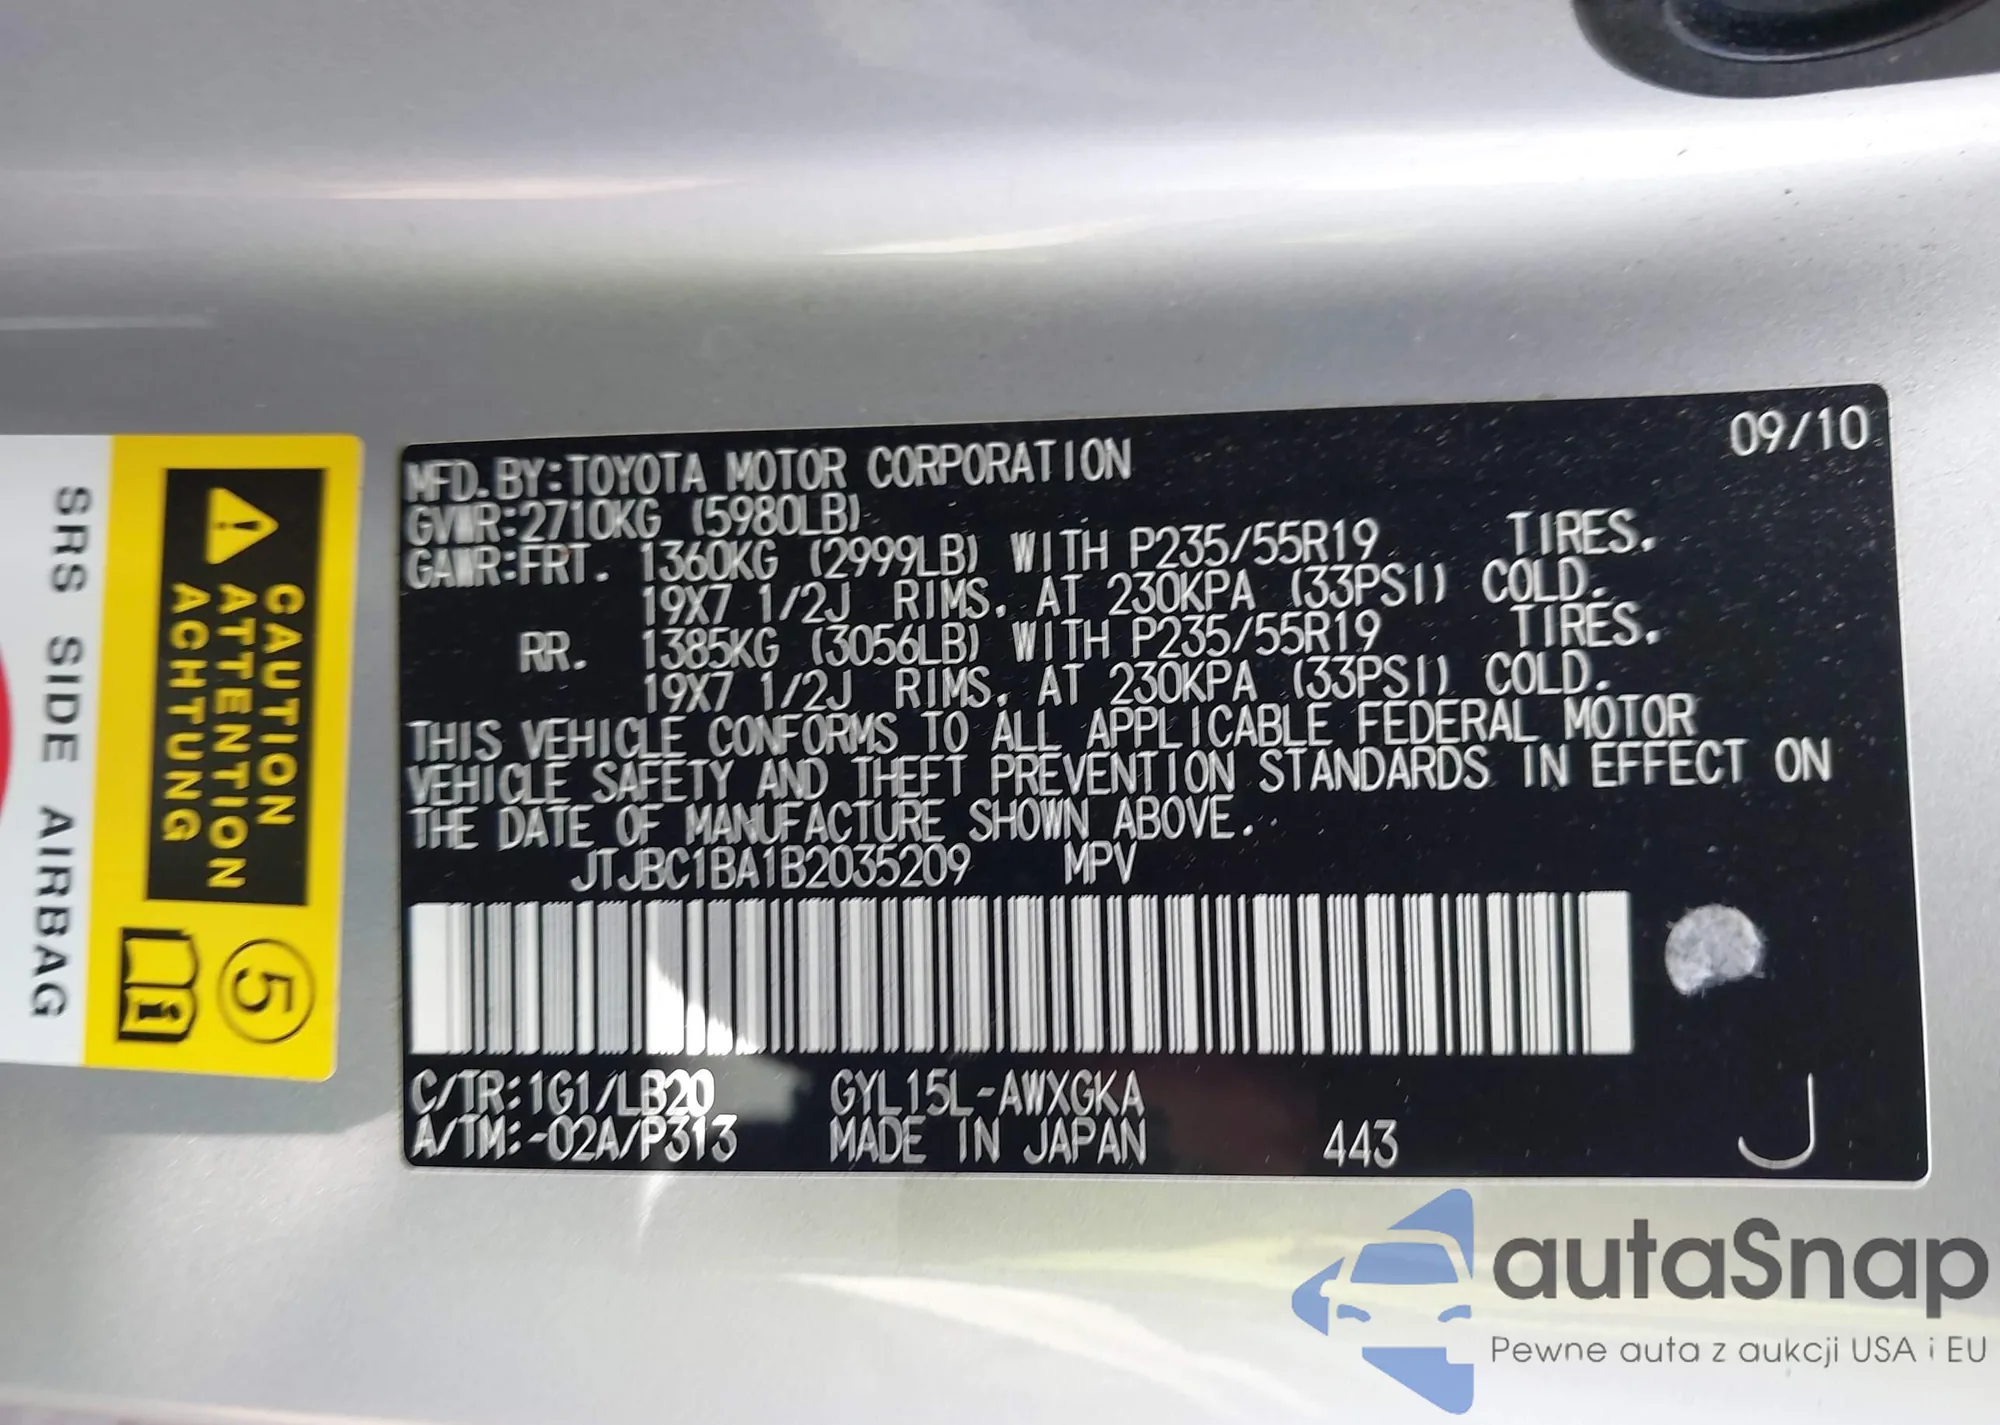 09/10
MFD.BY:TOYOTA MOTOR CORPORATION
GVWR:2710KG (5980LB)
GAWR:FRT. 1360KG (2999LB) WITH P235/55R19 TIRES.
19X7 1/2J RIMS, AT 230KPA (33PSI) COLD.
RR. 1385KG (3056LB) WITH P235/55R19 TIRES.
19X7 1/2J RIMS, AT 230KPA (33PSI) COLD.
THIS VEHICLE CONFORMS TO ALL APPLICABLE FEDERAL MOTOR
VEHICLE SAFETY AND THEFT PREVENTION STANDARDS IN EFFECT ON
THE DATE OF MANUFACTURE SHOWN ABOVE.
JTJBC1BA1B2035209 MPV
C/TR:1G1/LB20 GYL15L-AWXGKA
A/TM:-02A/P313 MADE IN JAPAN 443 J
CAUTION
ATTENTION
ACHTUNG
5
i
SRS SIDE AIRBAG
autaSnap
Pewne auta z aukcji USA i EU